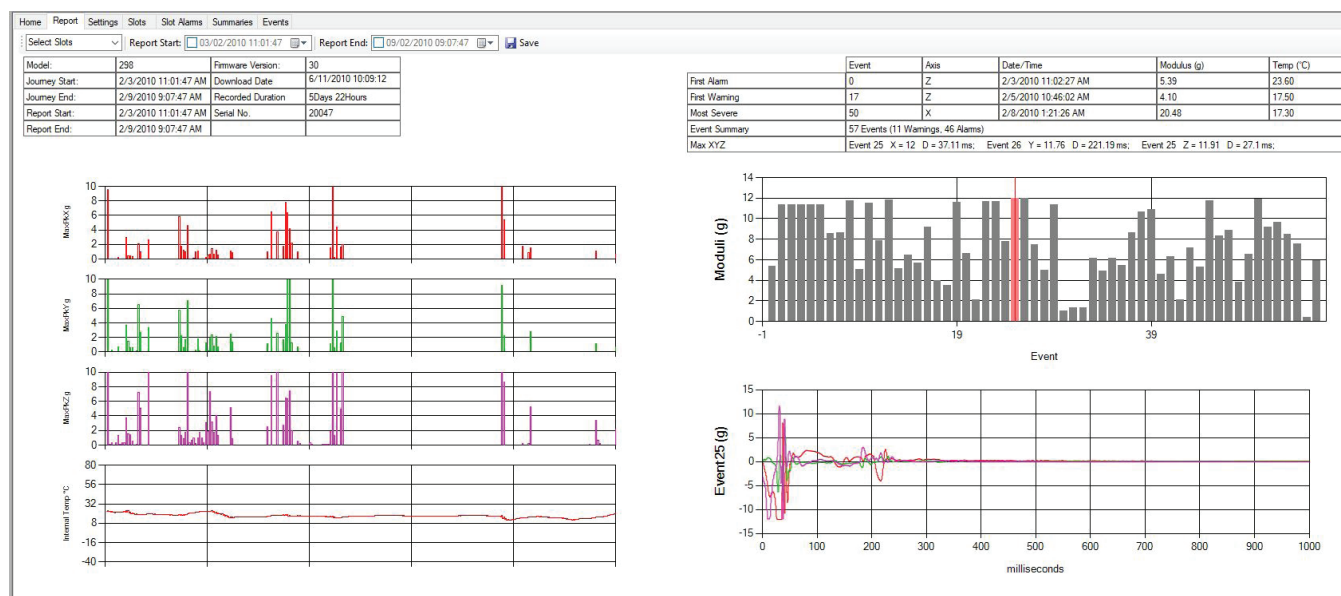 Home Report Settings Slots Slot Alarms Summaries Events
Select Slots Report Start: 03/02/2010 11:01:47 Report End: 09/02/2010 09:07:47 Save
Model: 298 Firmware Version: 30
Journey Start: 2/3/2010 11:01:47 AM Download Date 6/11/2010 10:09:12
Journey End: 2/9/2010 9:07:47 AM Recorded Duration 5Days 22Hours
Report Start: 2/3/2010 11:01:47 AM Serial No. 20047
Report End: 2/9/2010 9:07:47 AM
Event Axis Date/Time Modulus (g) Temp (°C)
First Alarm 0 Z 2/3/2010 11:02:27 AM 5.39 23.60
First Warning 17 Z 2/5/2010 10:46:02 AM 4.10 17.50
Most Severe 50 X 2/8/2010 1:21:26 AM 20.48 17.30
Event Summary 57 Events (11 Warnings, 46 Alarms)
Max XYZ Event 25 X = 12 D = 37.11 ms; Event 26 Y = 11.76 D = 221.19 ms; Event 25 Z = 11.91 D = 27.1 ms;
MaxPkX g
10
8
6
4
2
0
MaxPkY g
10
8
6
4
2
0
MaxPkZ g
10
8
6
4
2
0
Internal Temp °C
80
56
32
8
-16
-40
Moduli (g)
14
12
10
8
6
4
2
0
-1 19 39
Event
Event25 (g)
15
10
5
0
-5
-10
-15
0 100 200 300 400 500 600 700 800 900 1000
milliseconds